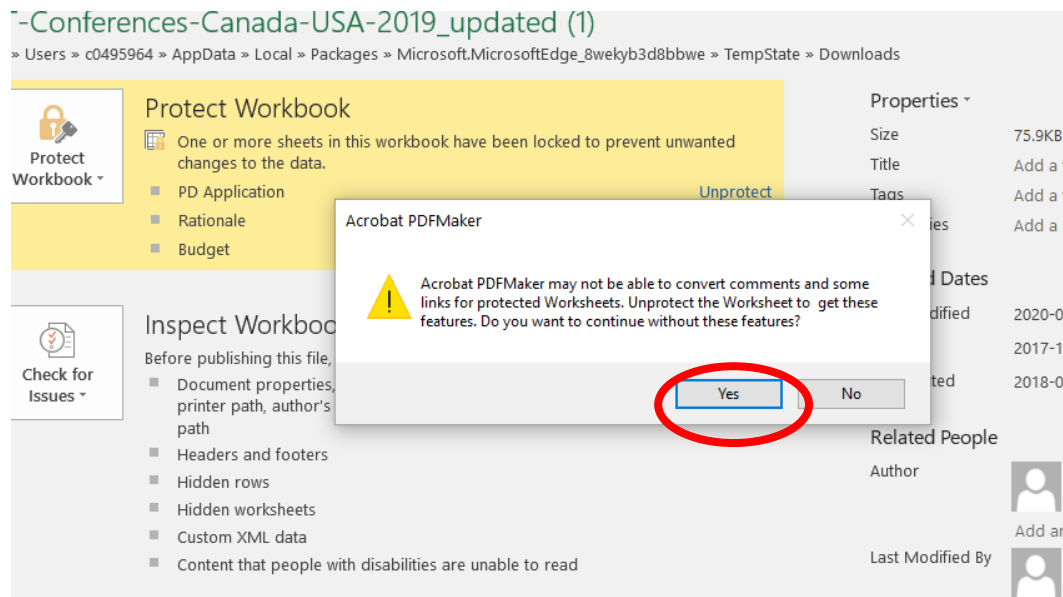 -Conferences-Canada-USA-2019_updated (1)
» Users » c0495964 » AppData » Local » Packages » Microsoft.MicrosoftEdge_8wekyb3d8bbwe » TempState » Downloads
Protect Workbook
Protect Workbook
One or more sheets in this workbook have been locked to prevent unwanted
changes to the data.
PD Application
Unprotect
Rationale
Budget
Acrobat PDFMaker
Acrobat PDFMaker may not be able to convert comments and some
links for protected Worksheets. Unprotect the Worksheet to get these
features. Do you want to continue without these features?
Yes
No
Check for
Issues
Inspect Workboo
Before publishing this file,
Document properties,
printer path, author's
path
Headers and footers
Hidden rows
Hidden worksheets
Custom XML data
Content that people with disabilities are unable to read
Properties
Size 75.9KB
Title Add a
Tags Add a
ies Add a
d Dates
dified 2020-0
2017-1
ted 2018-0
Related People
Author
Add an
Last Modified By